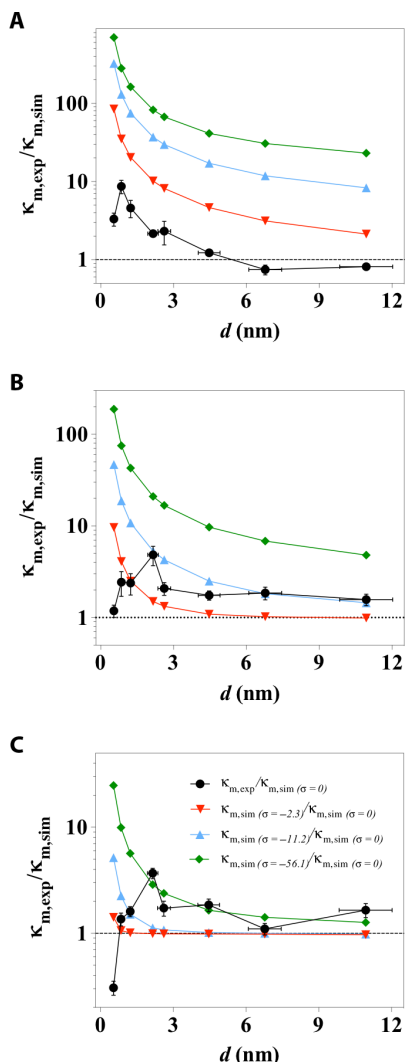 A
κm,exp/κm,sim
100
10
1
0 3 6 9 12
d (nm)
B
κm,exp/κm,sim
100
10
1
0 3 6 9 12
d (nm)
C
κm,exp/κm,sim
10
1
κm,exp/κm,sim (σ = 0)
κm,sim (σ = −2.3)/κm,sim (σ = 0)
κm,sim (σ = −11.2)/κm,sim (σ = 0)
κm,sim (σ = −56.1)/κm,sim (σ = 0)
0 3 6 9 12
d (nm)